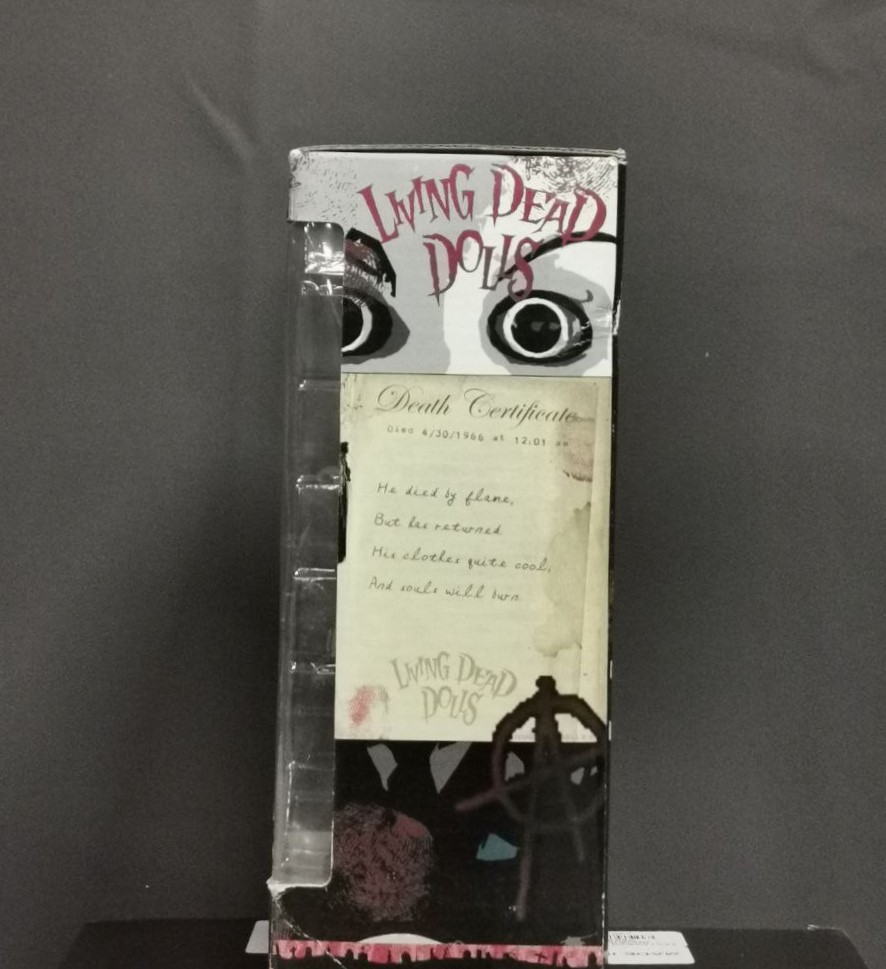 LIVING DEAD
DOLLS
Death Certificate
Died 4/30/1966 at 12:01 am
He died by flame,
But has returned
His clothes quite cool,
And souls will burn
LIVING DEAD
DOLLS